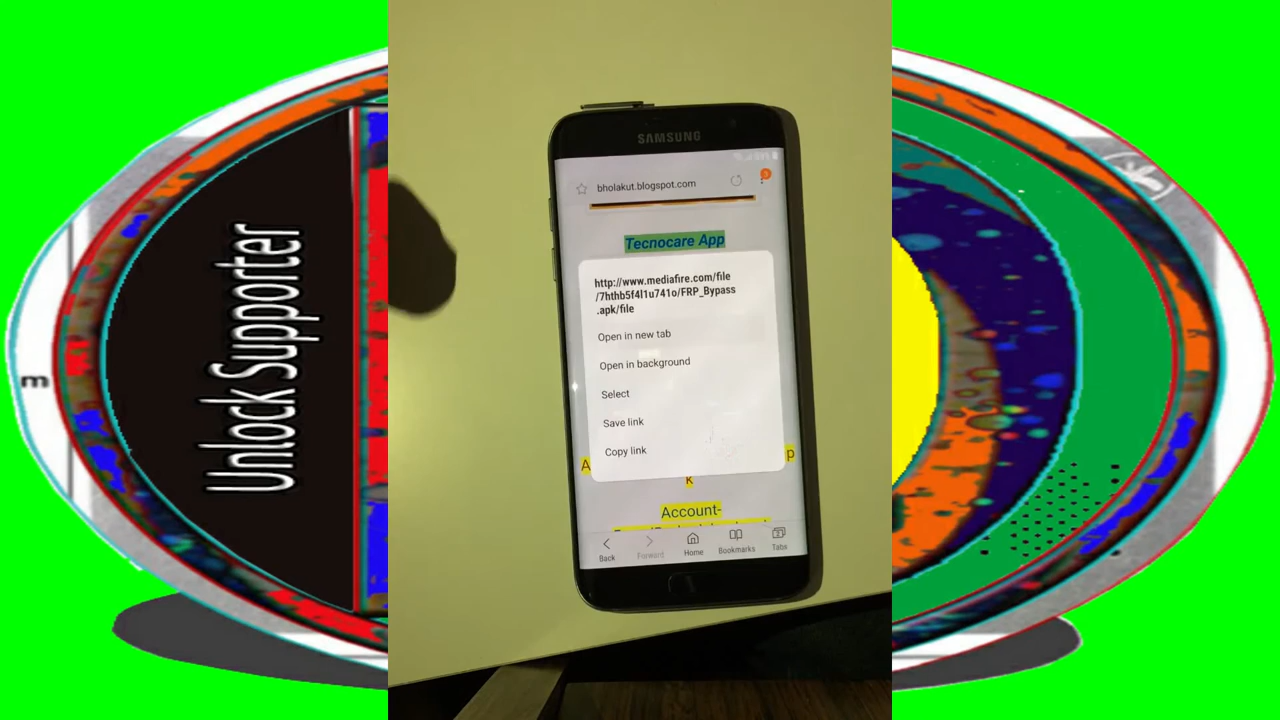 m
Unlock Supporter
SAMSUNG
bholakut.blogspot.com
Tecnocare App
http://www.mediafire.com/file
/7hthb5f4l1u741o/FRP_Bypass
.apk/file
Open in new tab
Open in background
Select
Save link
Copy link
A
p
k
Account-
Back
Forward
Home
Bookmarks
Tabs